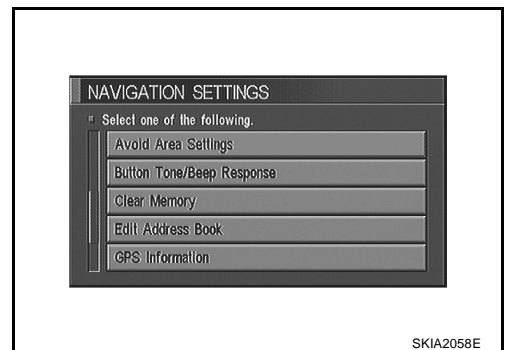 NAVIGATION SETTINGS
Select one of the following.
Avoid Area Settings
Button Tone/Beep Response
Clear Memory
Edit Address Book
GPS Information
SKIA2058E